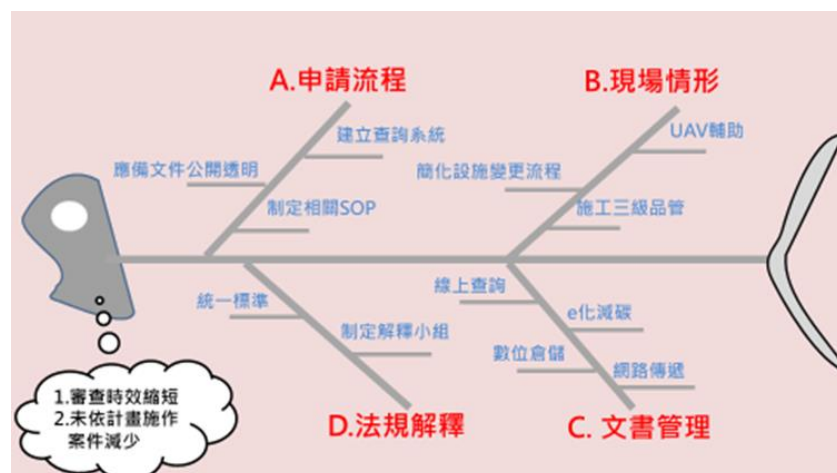 A.申請流程
B.現場情形
建立查詢系統
UAV輔助
應備文件公開透明
簡化設施變更流程
制定相關SOP
施工三級品管
線上查詢
統一標準
e化減碳
制定解釋小組
數位倉儲
網路傳遞
1.審查時效縮短
2.未依計畫施作
案件減少
D.法規解釋
C. 文書管理